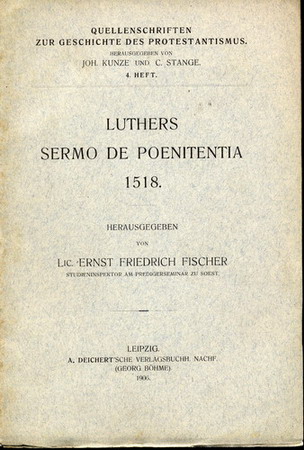 QUELLENSCHRIFTEN
ZUR GESCHICHTE DES PROTESTANTISMUS.
HERAUSGEGEBEN VON
JOH. KUNZE UND C. STANGE.
4. HEFT.
LUTHERS
SERMO DE POENITENTIA
1518.
HERAUSGEGEBEN
VON
LIC. ERNST FRIEDRICH FISCHER
STUDIENINSPEKTOR AM PREDIGERSEMINAR ZU SOEST.
LEIPZIG.
A. DEICHERT'SCHE VERLAGSBUCHH. NACHF.
(GEORG BÖHME)
1906.